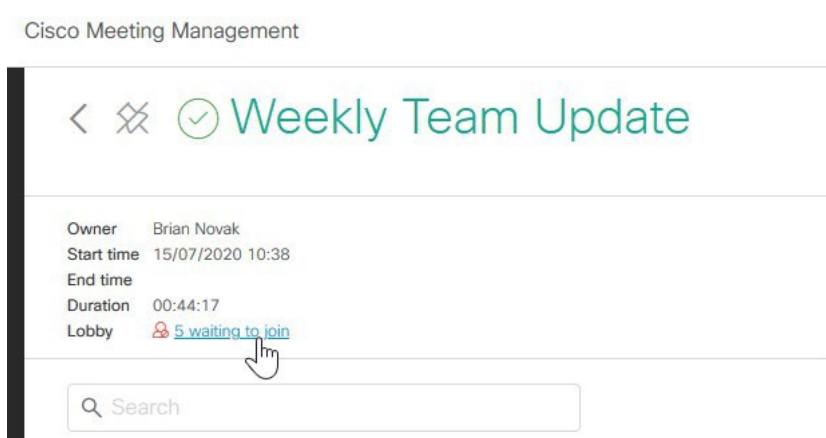 Cisco Meeting Management
Weekly Team Update
Owner Brian Novak
Start time 15/07/2020 10:38
End time
Duration 00:44:17
Lobby 5 waiting to join
Search